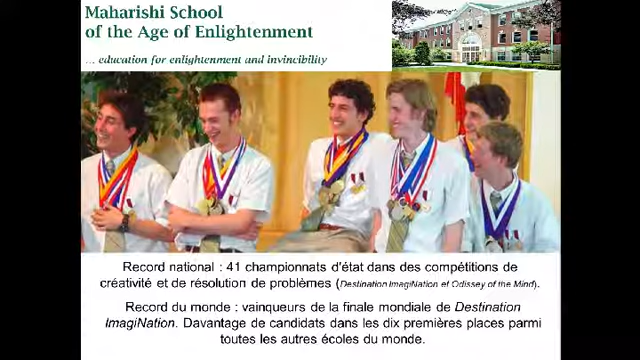 Maharishi School
of the Age of Enlightenment
... education for enlightenment and invincibility
Record national : 41 championnats d'état dans des compétitions de
créativité et de résolution de problèmes (Destination ImagiNation et Odissey of the Mind).
Record du monde : vainqueurs de la finale mondiale de Destination
ImagiNation. Davantage de candidats dans les dix premières places parmi
toutes les autres écoles du monde.